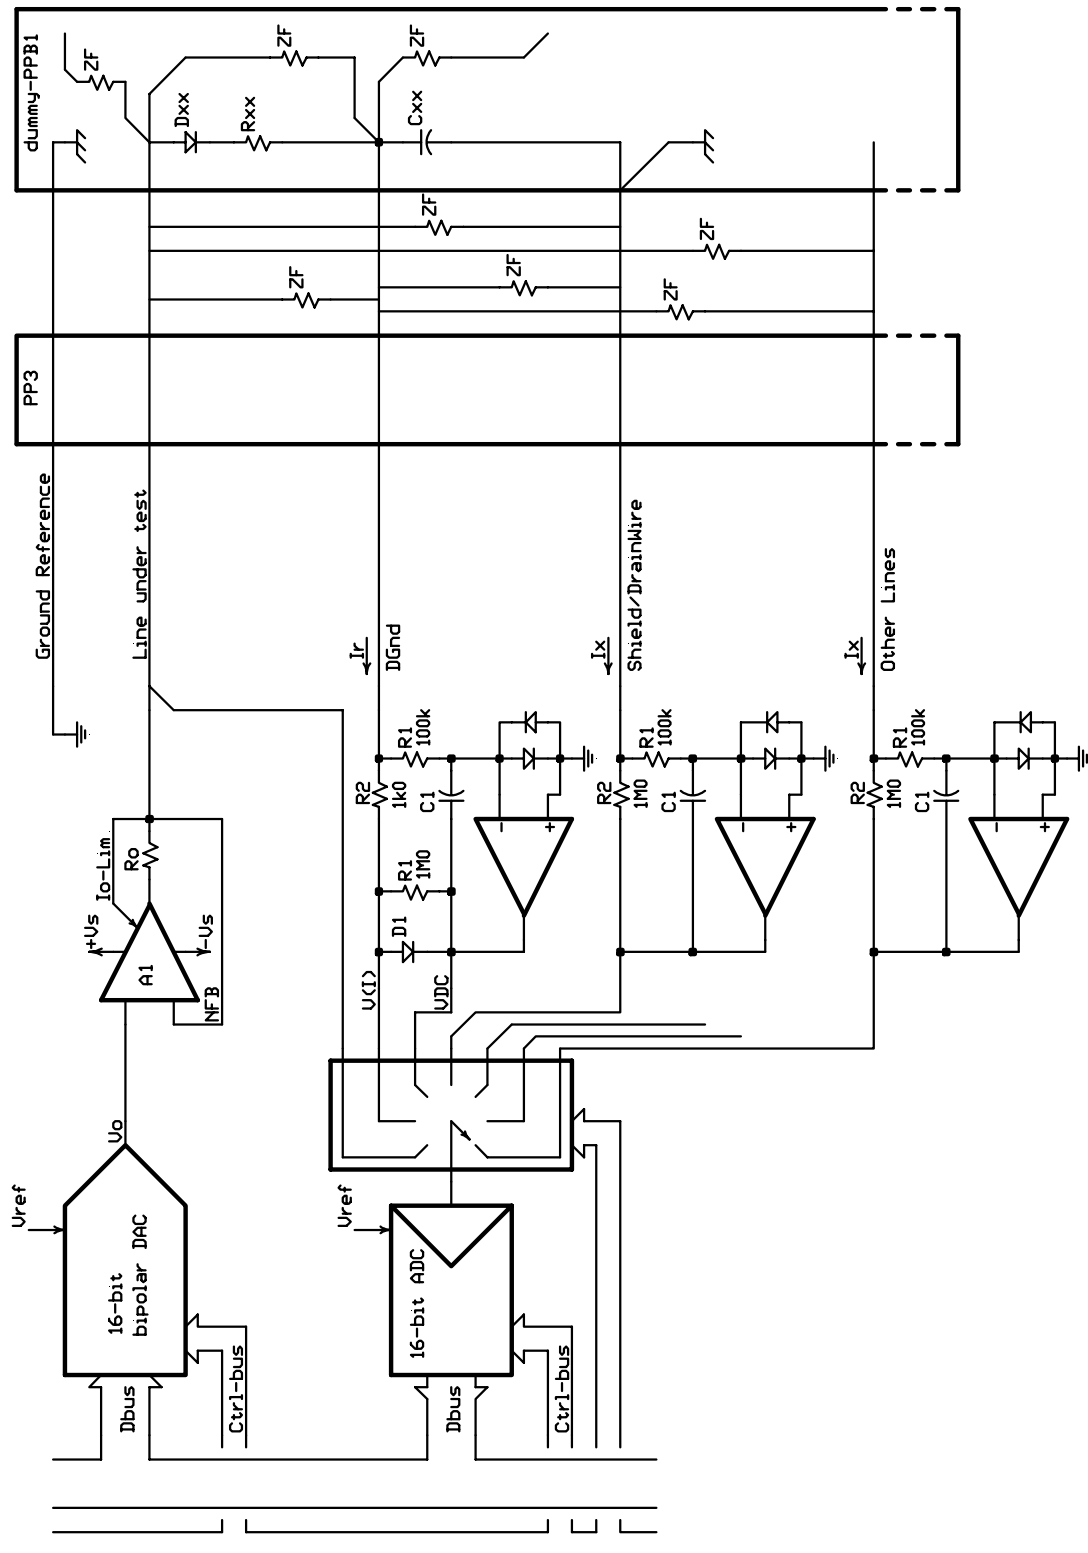 dummy-PPB1
ZF
ZF
ZF
Dxx
Rxx
Cxx
ZF
ZF
ZF
ZF
ZF
PP3
Ground Reference
Line under test
Ir
DGnd
Ix
Shield/DrainWire
Ix
Other Lines
R1
100k
R2
1k0
C1
R1
1M0
D1
V(I)
VDC
-
+
R1
100k
R2
1M0
C1
-
+
R1
100k
R2
1M0
C1
-
+
Io-Lim
Ro
+Vs
A1
-Vs
NFB
Vo
Vref
16-bit
bipolar DAC
Dbus
Ctrl-bus
Vref
16-bit ADC
Dbus
Ctrl-bus